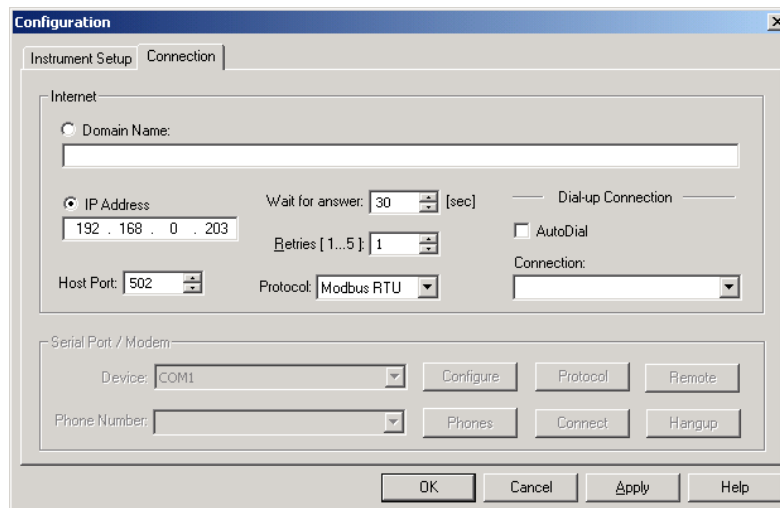 Configuration
Instrument Setup Connection
Internet
Domain Name:
IP Address
192 . 168 . 0 . 203
Wait for answer: 30 [sec]
Dial-up Connection
Retries [ 1...5 ]: 1
AutoDial
Connection:
Host Port: 502
Protocol: Modbus RTU
Serial Port / Modem
Device: COM1 Configure Protocol Remote
Phone Number: Phones Connect Hangup
OK Cancel Apply Help